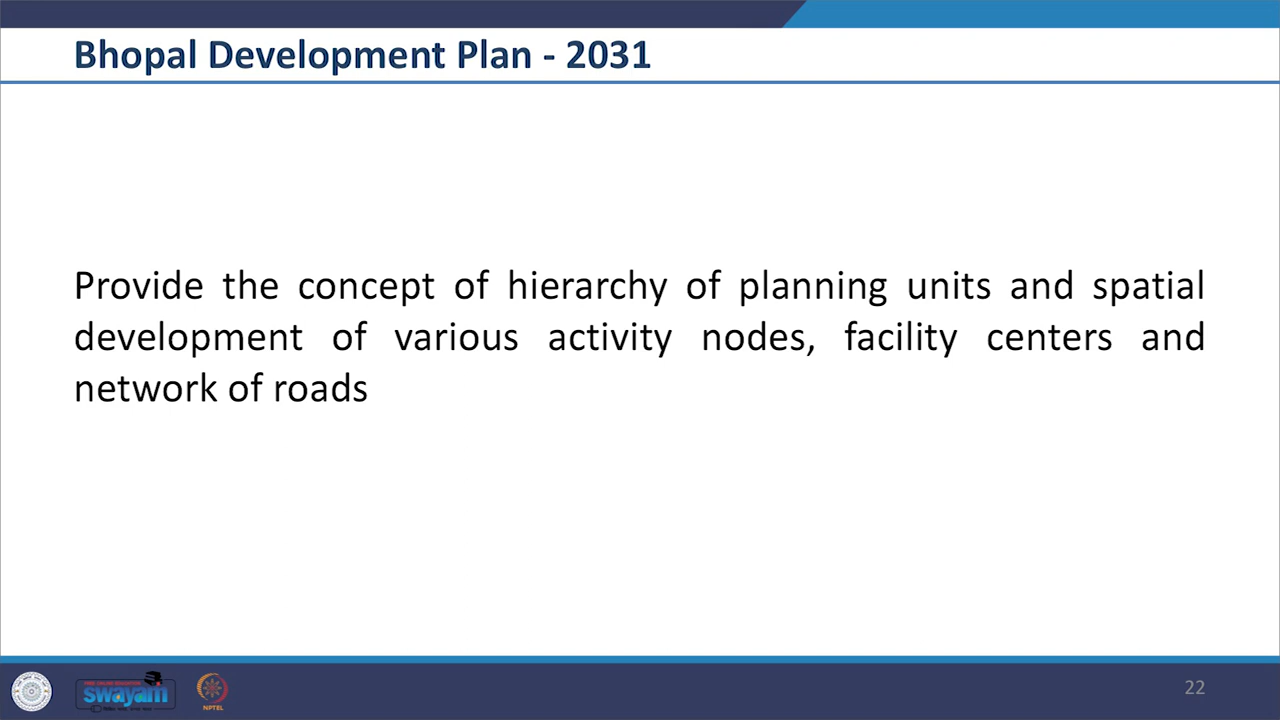 Bhopal Development Plan - 2031
Provide the concept of hierarchy of planning units and spatial
development of various activity nodes, facility centers and
network of roads
swayam
NPTEL
22